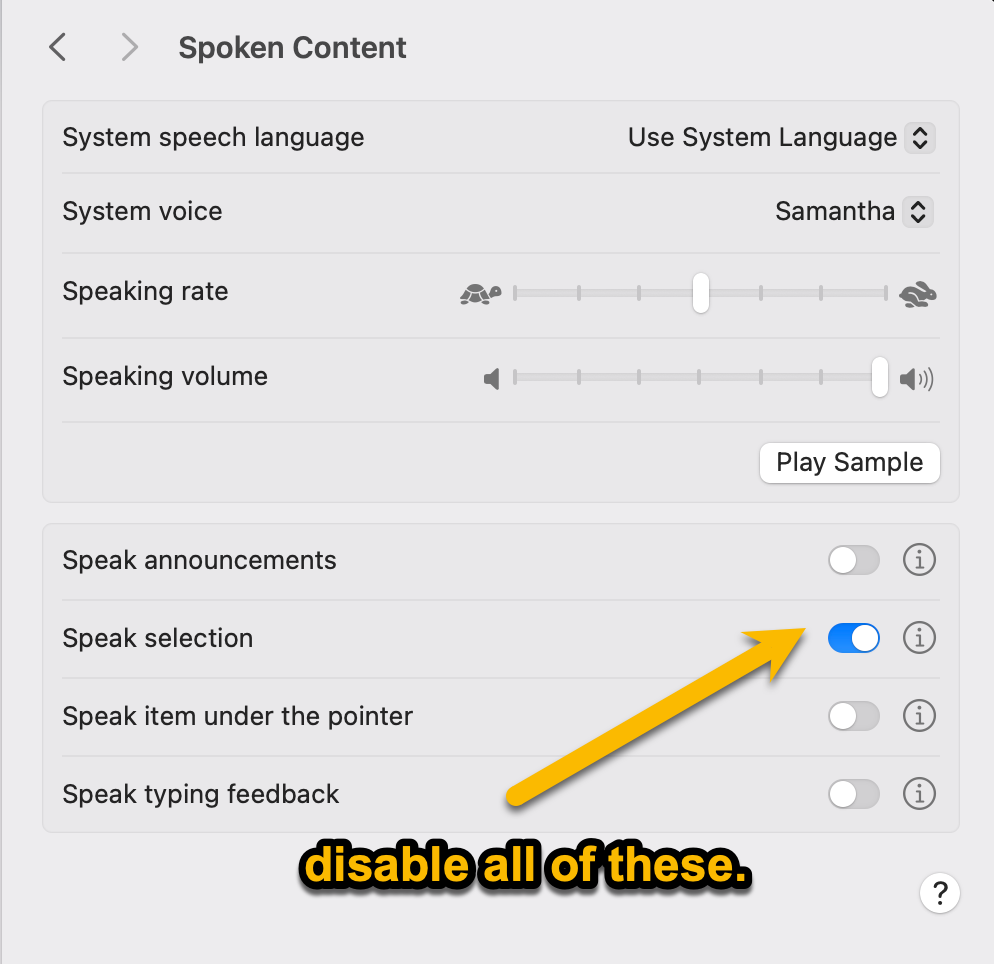 Spoken Content
System speech language Use System Language
System voice Samantha
Speaking rate
Speaking volume
Play Sample
Speak announcements
Speak selection
Speak item under the pointer
Speak typing feedback
disable all of these.
?